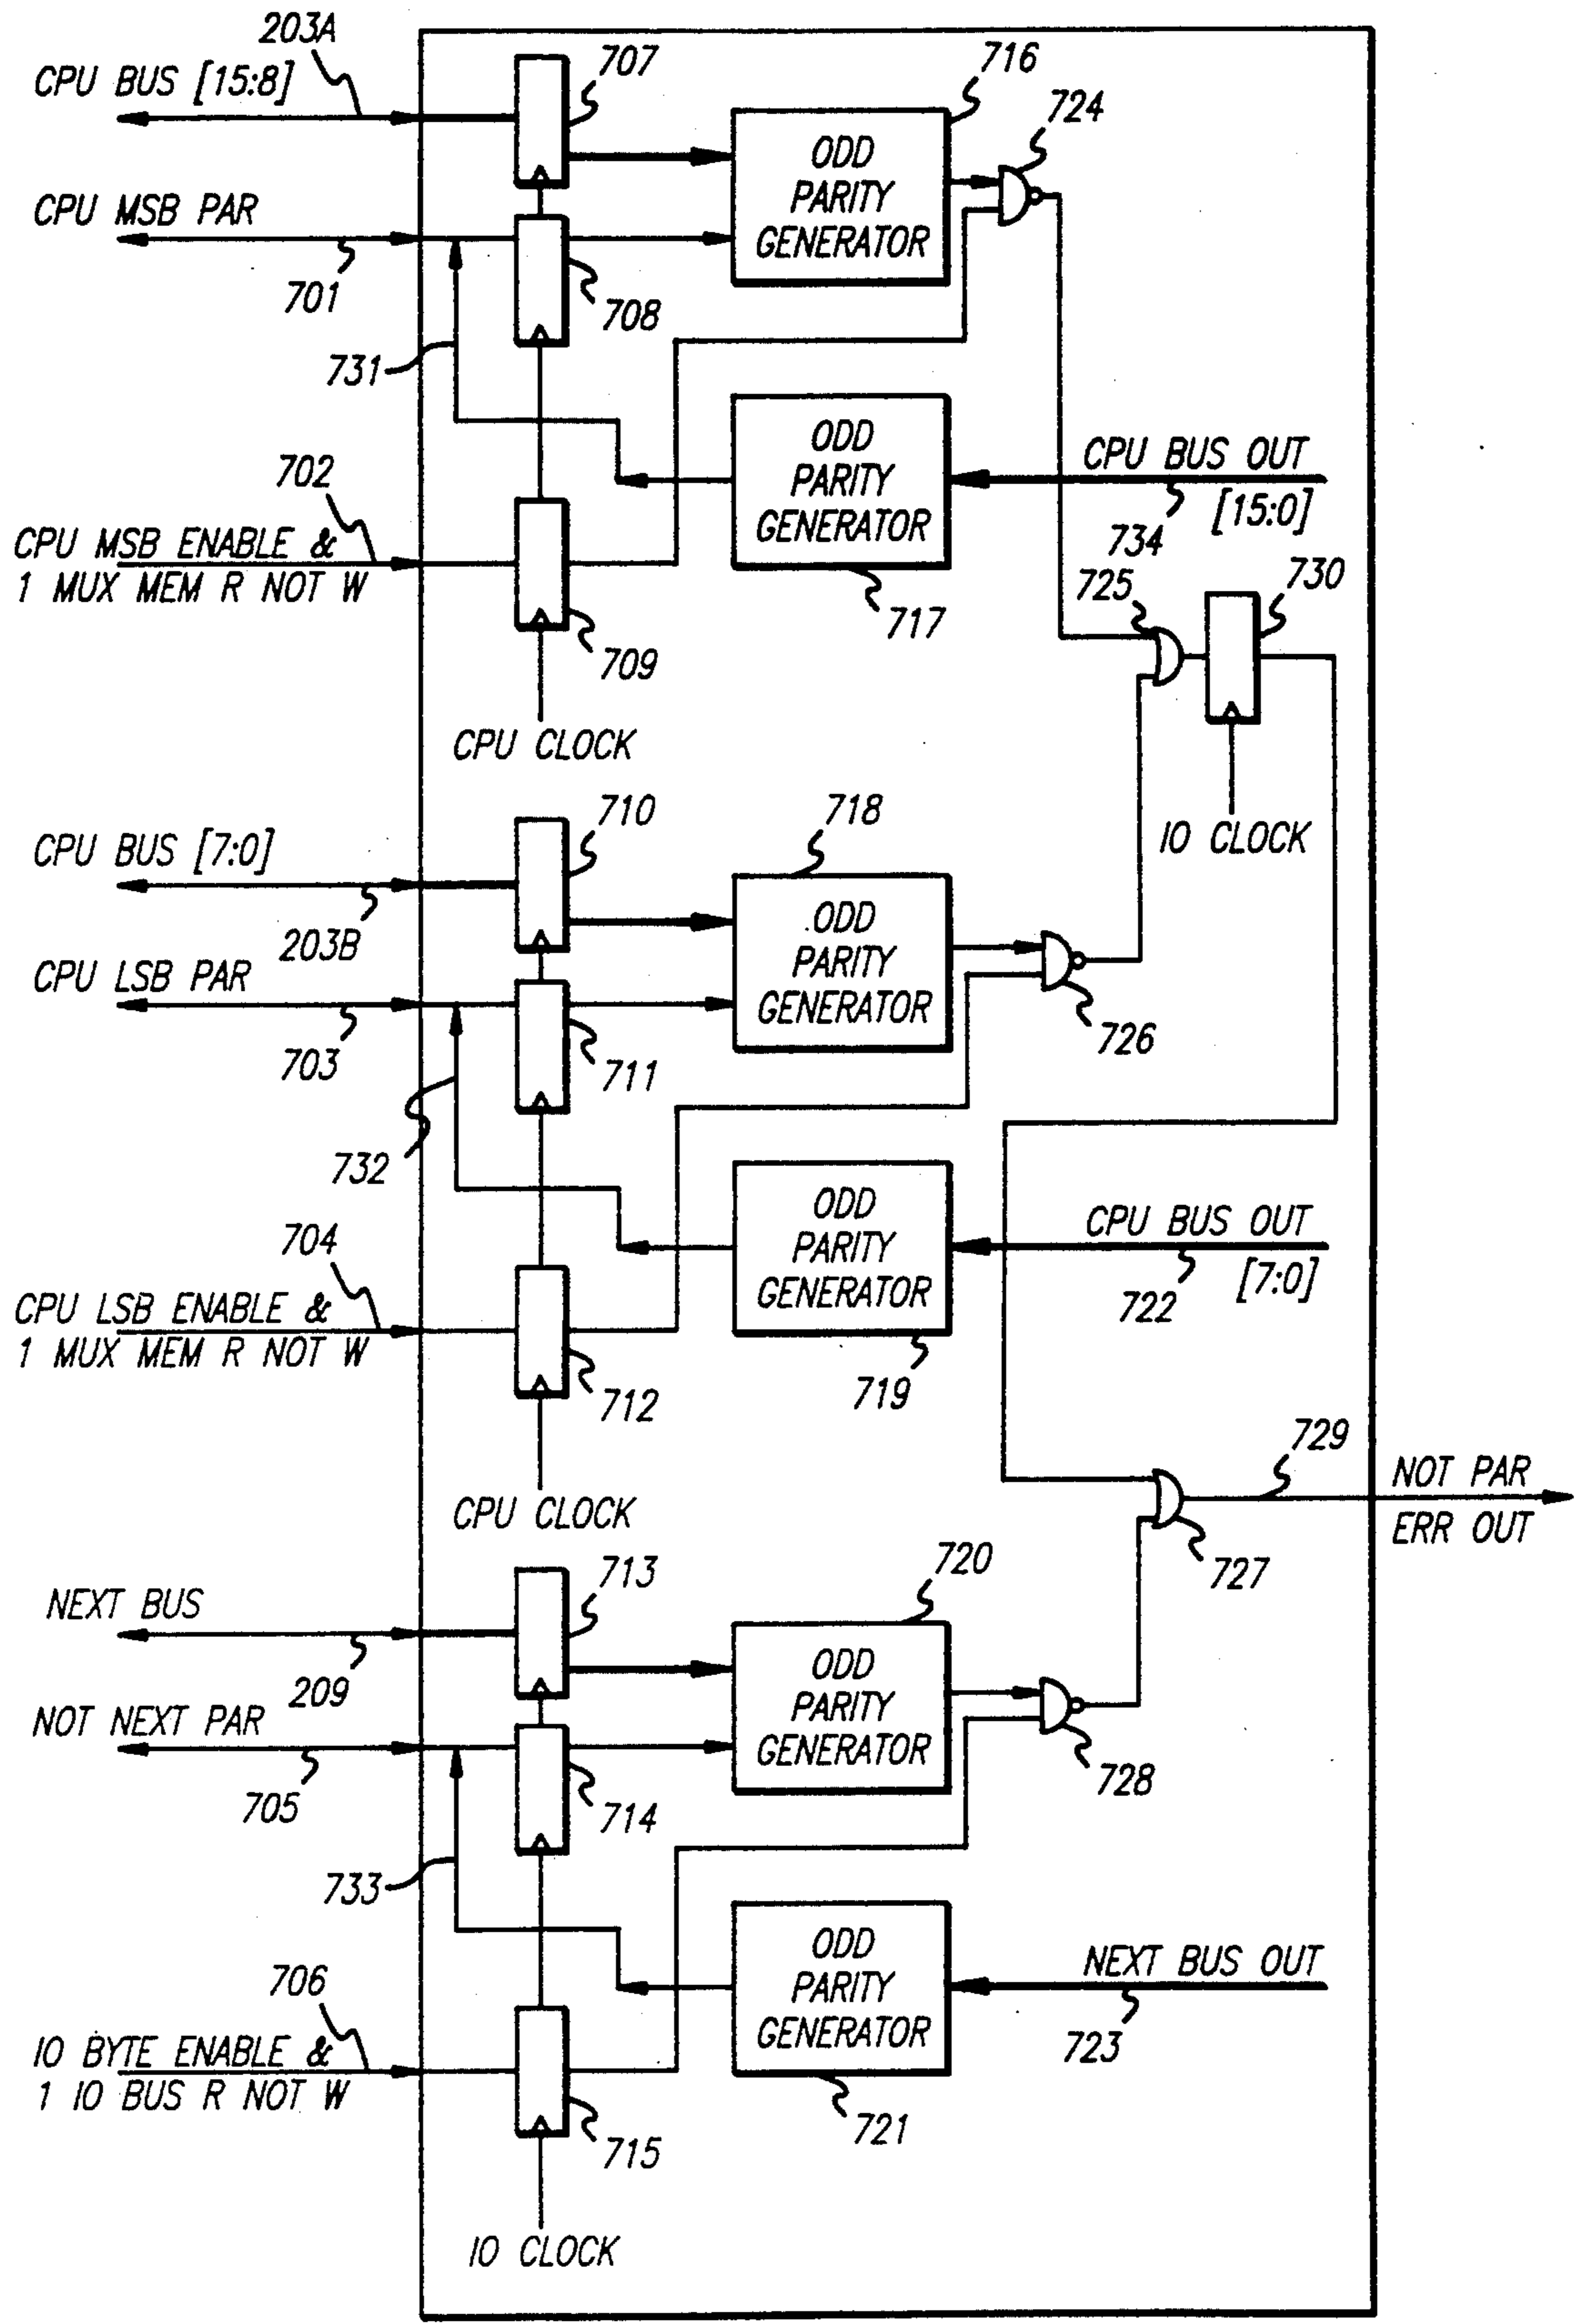 203A
707
716
CPU BUS [15:8]
724
ODD
PARITY
GENERATOR
CPU MSB PAR
701
708
731
ODD
PARITY
GENERATOR
CPU BUS OUT
[15:0]
734
702
CPU MSB ENABLE &
1 MUX MEM R NOT W
717
725
730
709
CPU CLOCK
IO CLOCK
710
718
CPU BUS [7:0]
203B
ODD
PARITY
GENERATOR
CPU LSB PAR
726
703
711
732
ODD
PARITY
GENERATOR
CPU BUS OUT
[7:0]
722
704
CPU LSB ENABLE &
1 MUX MEM R NOT W
719
712
729
NOT PAR
ERR OUT
CPU CLOCK
727
713
720
NEXT BUS
209
ODD
PARITY
GENERATOR
NOT NEXT PAR
728
705
714
733
ODD
PARITY
GENERATOR
NEXT BUS OUT
723
706
IO BYTE ENABLE &
1 IO BUS R NOT W
721
715
IO CLOCK